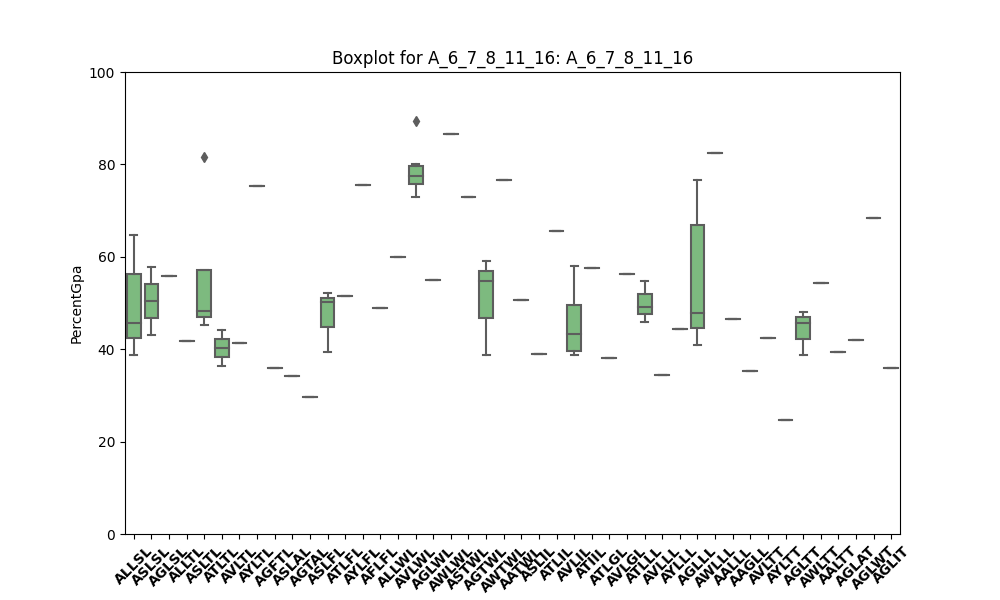 Boxplot for A_6_7_8_11_16: A_6_7_8_11_16
PercentGpa
100
80
60
40
20
0
ALLSL
ASLSL
AGLSL
ALLTL
ASLTL
ATLTL
AVLTL
AYLTL
AGFTL
ASLAL
AGTAL
ASLFL
ATLFL
AYLFL
AFLFL
ALLWL
AVLWL
AGLWL
AWLWL
ASTWL
AGTWL
AWTWL
AATWL
ASLIL
ATLIL
AVLIL
ATIIL
ATLGL
AVLGL
ATLLL
AVLLL
AYLLL
AGLLL
AWLLL
AALLL
AAGLL
AVLTT
AYLTT
AGLTT
AWLTT
AALTT
AGLAT
AGLWT
AGLIT